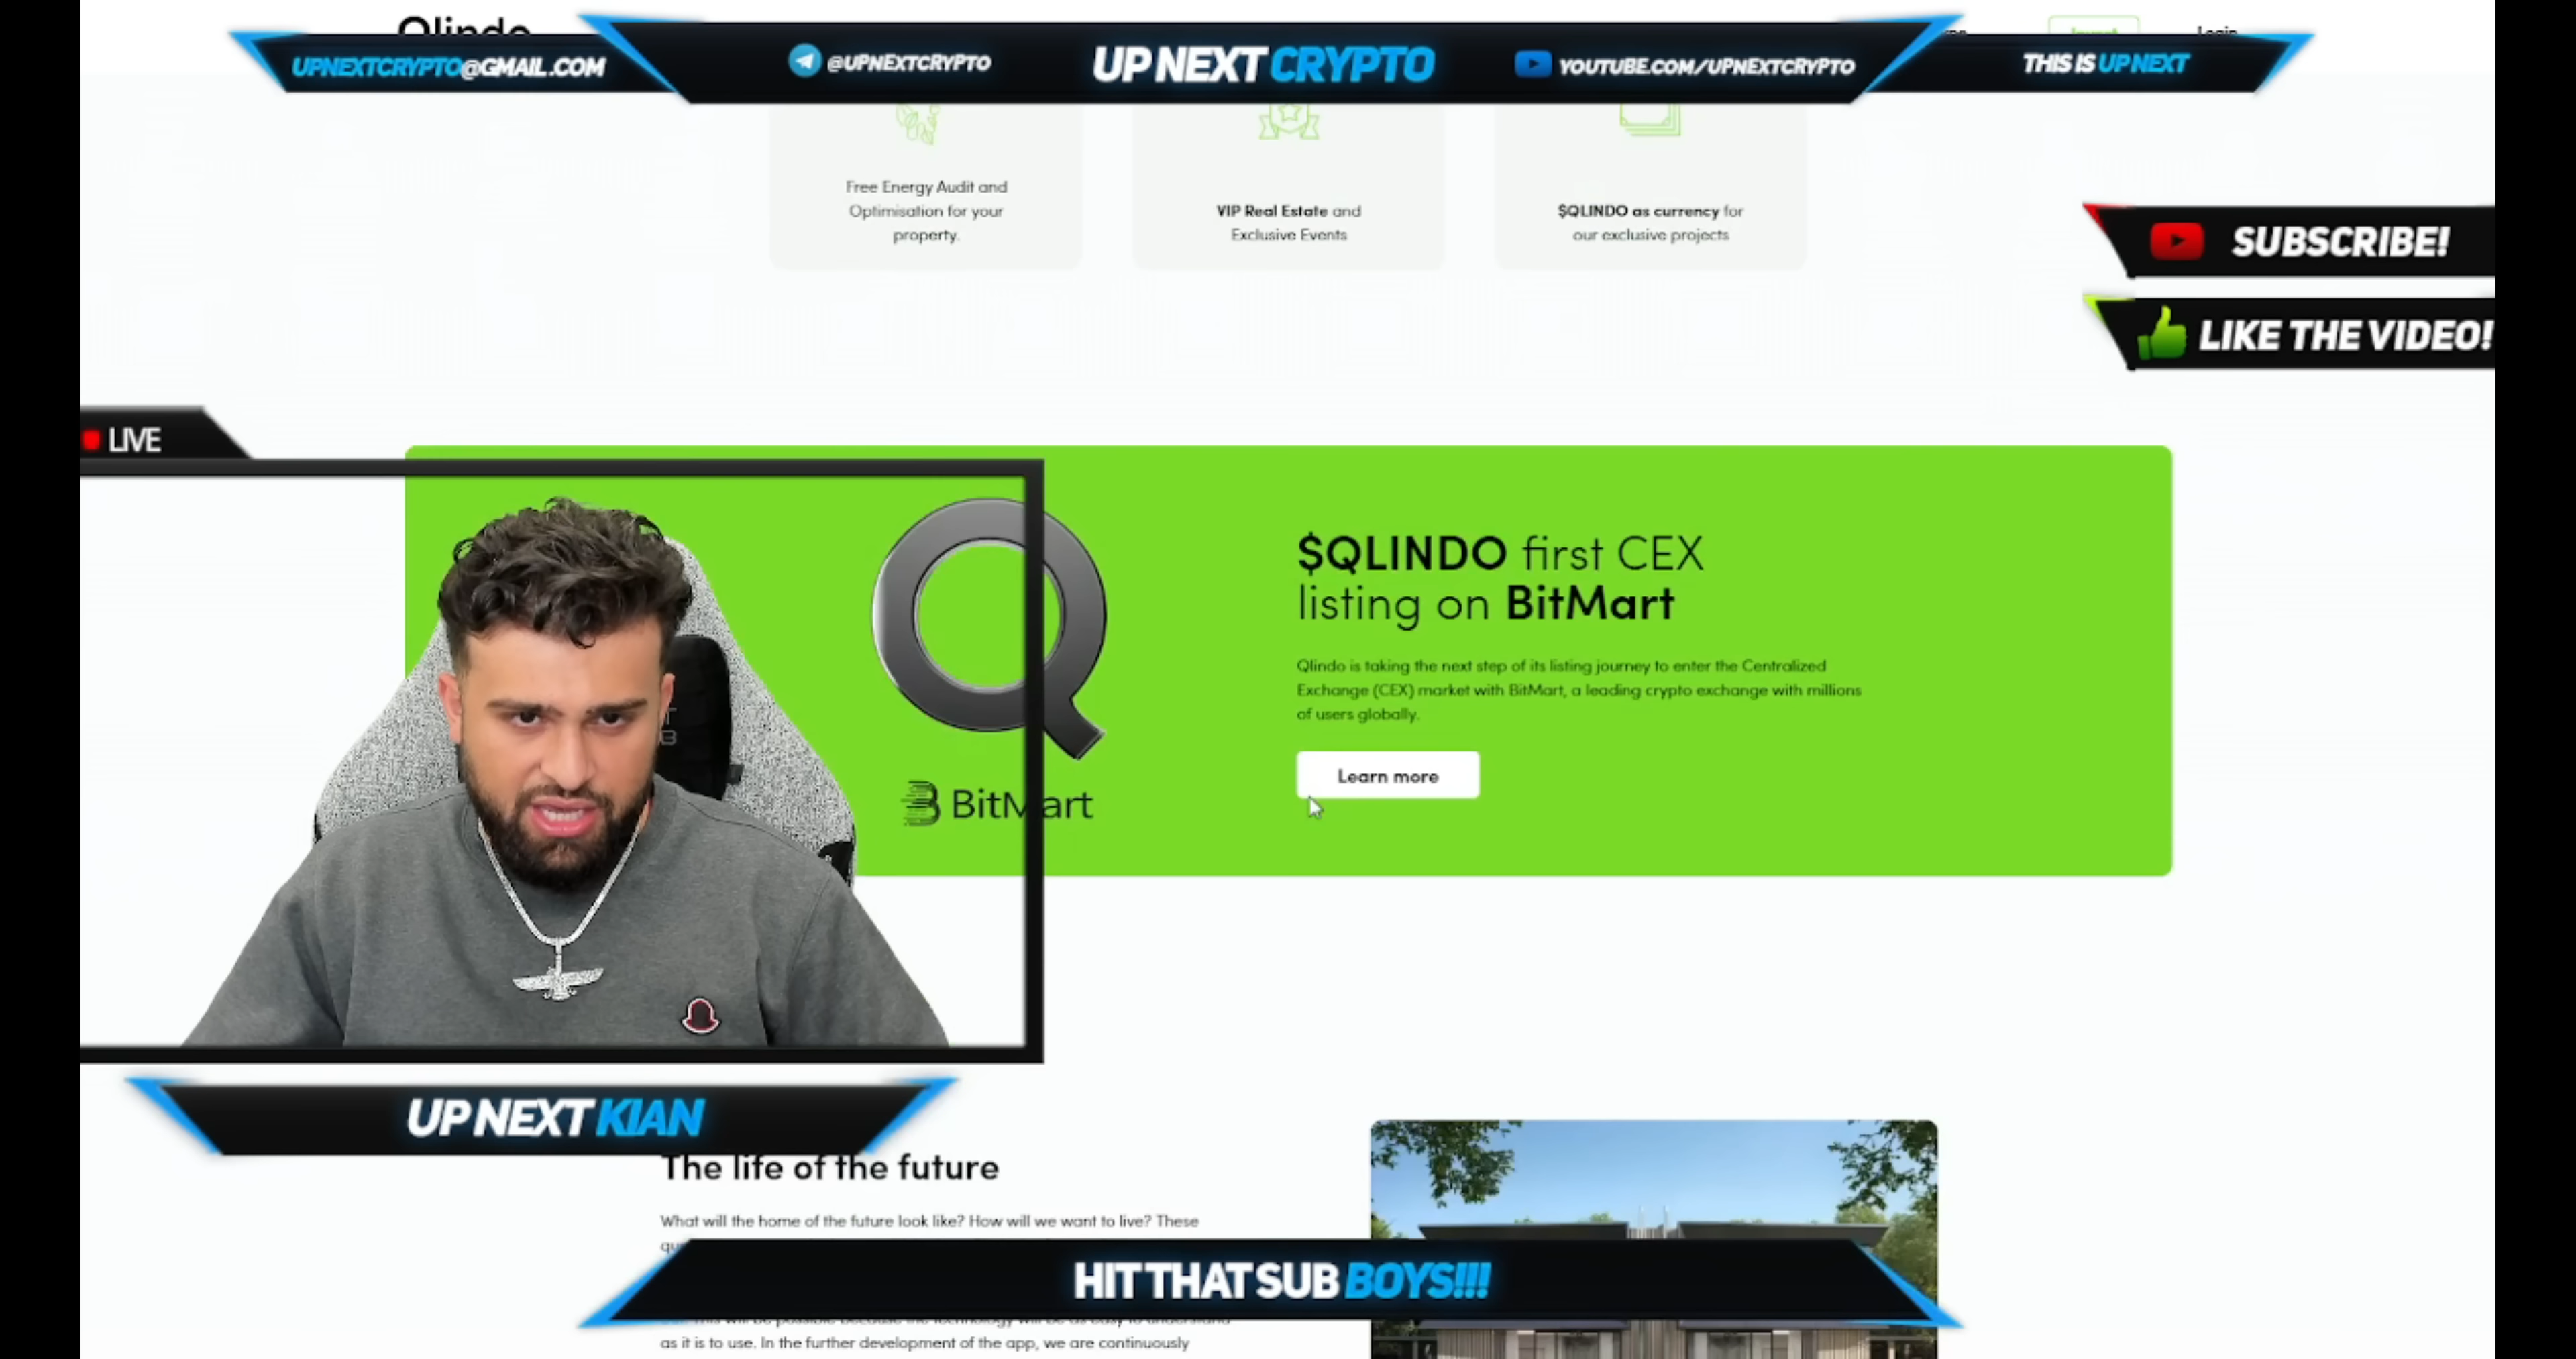 Qlindo
Login
UPNEXTCRYPTO@GMAIL.COM
@UPNEXTCRYPTO
UP NEXT CRYPTO
YOUTUBE.COM/UPNEXTCRYPTO
THIS IS UP NEXT
Free Energy Audit and
Optimisation for your
property.
VIP Real Estate and
Exclusive Events
$QLINDO as currency for
our exclusive projects
SUBSCRIBE!
LIKE THE VIDEO!
LIVE
$QLINDO first CEX
listing on BitMart
Qlindo is taking the next step of its listing journey to enter the Centralized
Exchange (CEX) market with BitMart, a leading crypto exchange with millions
of users globally.
Learn more
Q
BitMart
UP NEXT KIAN
The life of the future
What will the home of the future look like? How will we want to live? These
HIT THAT SUB BOYS!!!
as it is to use. In the further development of the app, we are continuously